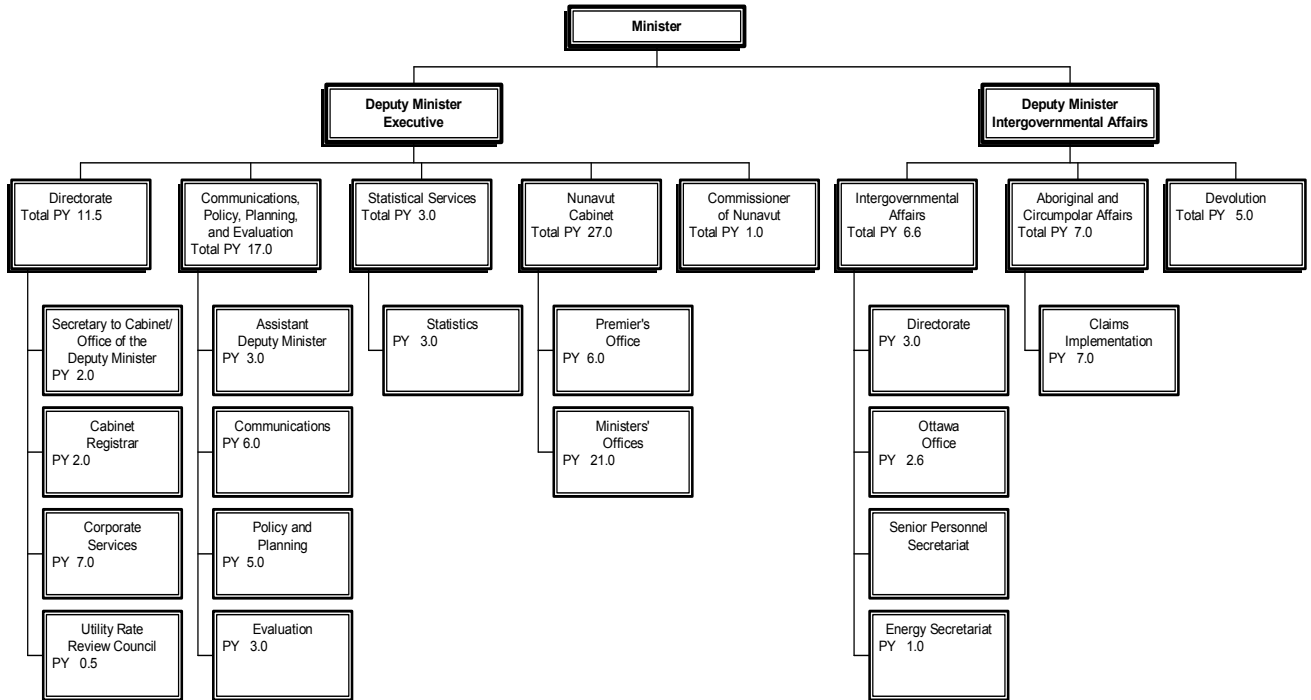 Minister
Deputy Minister
Executive
Deputy Minister
Intergovernmental Affairs
Directorate
Total PY 11.5
Communications,
Policy, Planning,
and Evaluation
Total PY 17.0
Statistical Services
Total PY 3.0
Nunavut
Cabinet
Total PY 27.0
Commissioner
of Nunavut
Total PY 1.0
Intergovernmental
Affairs
Total PY 6.6
Aboriginal and
Circumpolar Affairs
Total PY 7.0
Devolution
Total PY 5.0
Secretary to Cabinet/
Office of the
Deputy Minister
PY 2.0
Assistant
Deputy Minister
PY 3.0
Statistics
PY 3.0
Premier's
Office
PY 6.0
Directorate
PY 3.0
Claims
Implementation
PY 7.0
Cabinet
Registrar
PY 2.0
Communications
PY 6.0
Ministers'
Offices
PY 21.0
Ottawa
Office
PY 2.6
Corporate
Services
PY 7.0
Policy and
Planning
PY 5.0
Senior Personnel
Secretariat
Utility Rate
Review Council
PY 0.5
Evaluation
PY 3.0
Energy Secretariat
PY 1.0